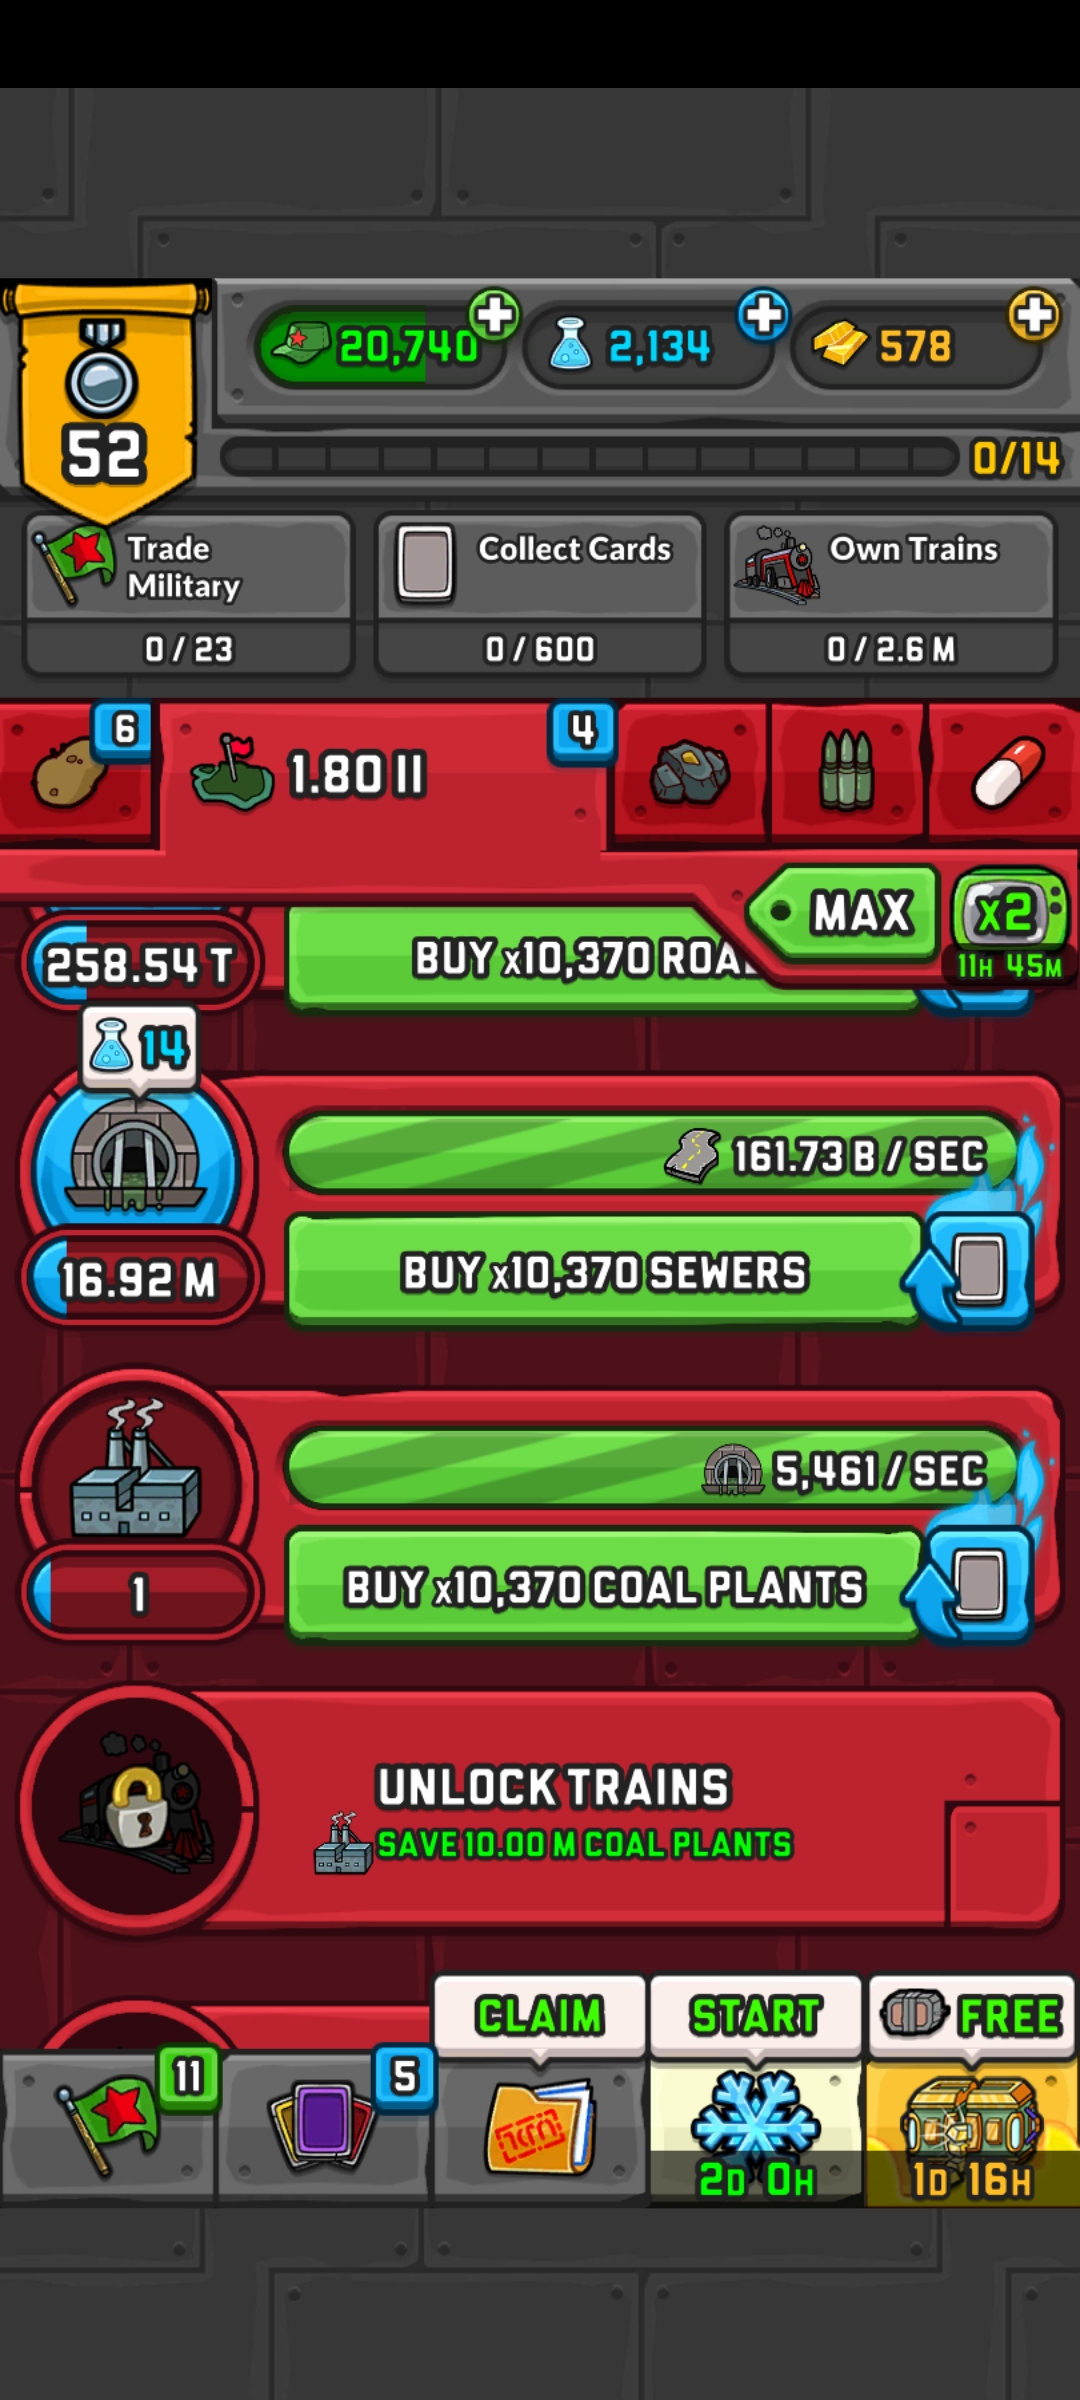 20,740
2,134
578
52
0/14
Trade
Military
0 / 23
Collect Cards
0 / 600
Own Trains
0 / 2.6 M
6
1.80 II
4
MAX
x2
11H 45M
258.54 T
BUY x10,370 ROA
14
161.73 B / SEC
16.92 M
BUY x10,370 SEWERS
5,461 / SEC
1
BUY x10,370 COAL PLANTS
UNLOCK TRAINS
SAVE 10.00 M COAL PLANTS
CLAIM
START
FREE
11
5
2D 0H
1D 16H